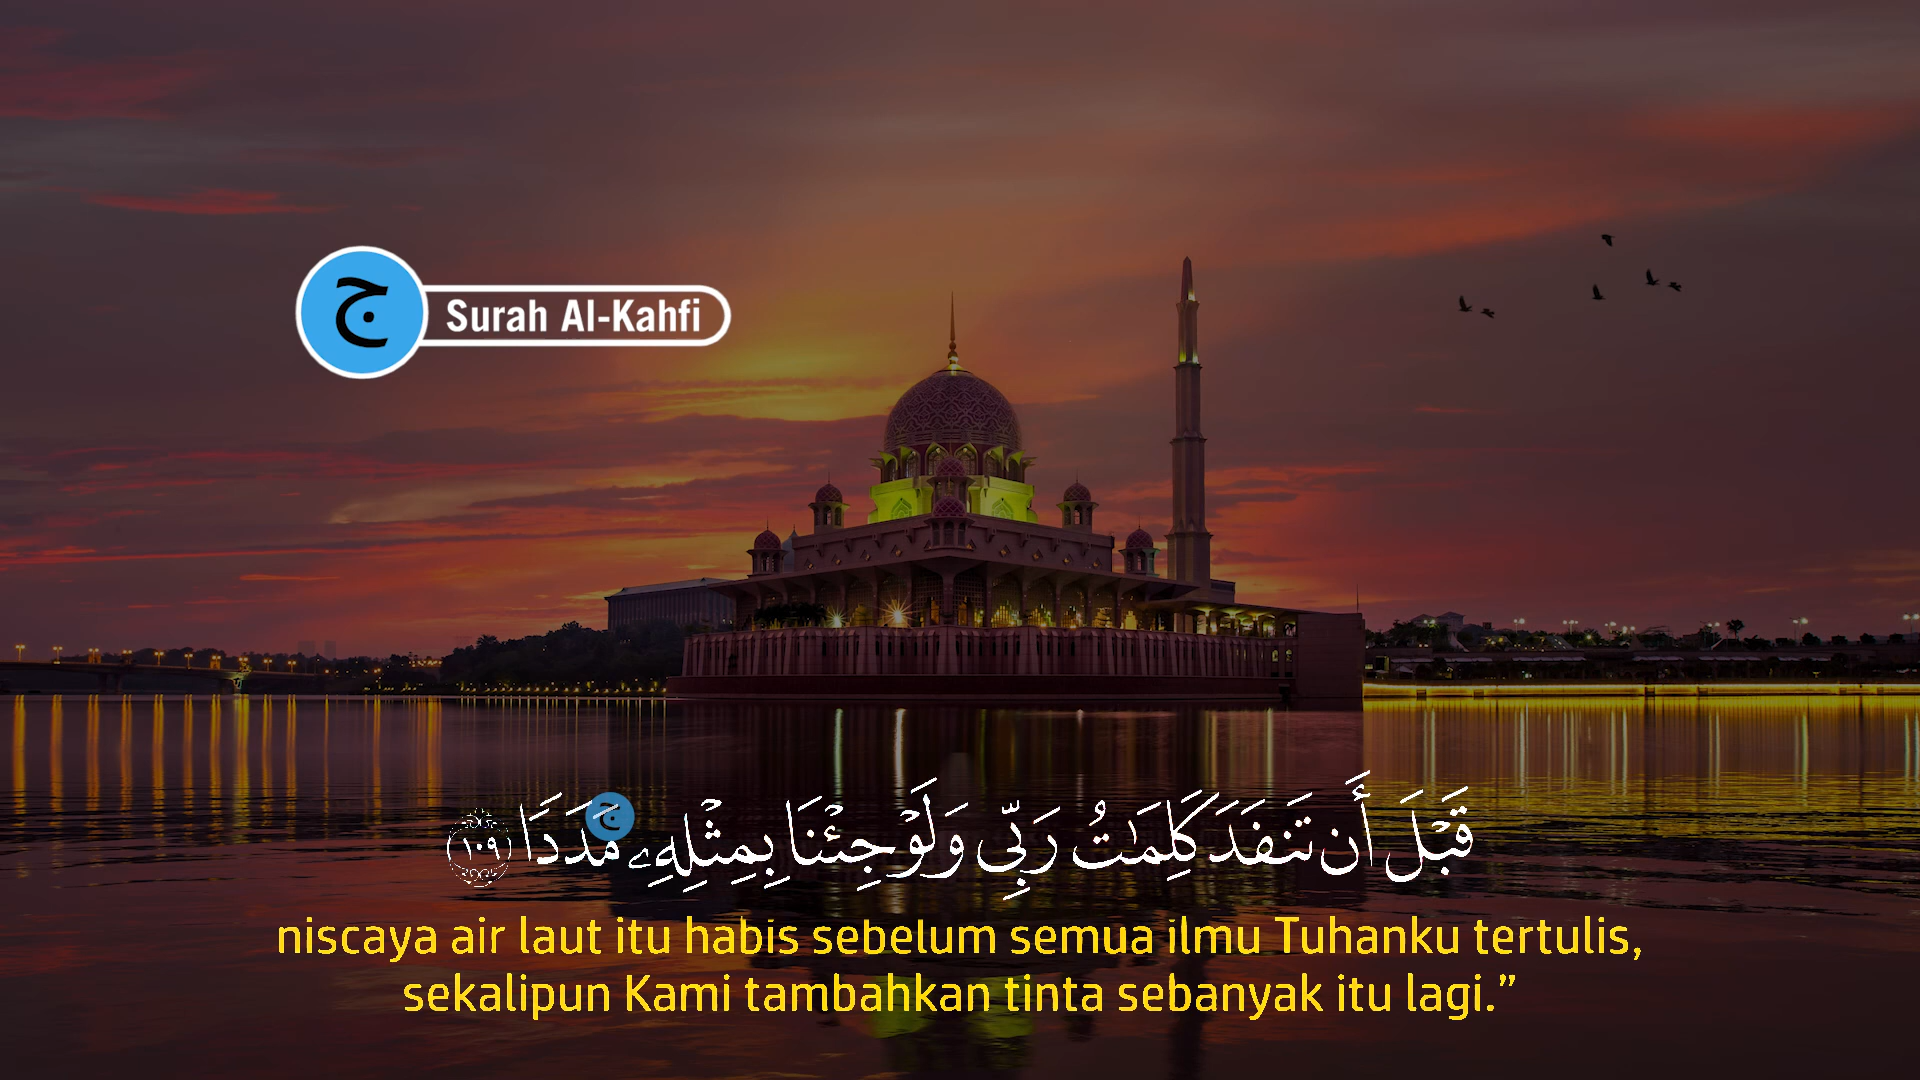 ج
Surah Al-Kahfi
قَبْلَ أَن تَنفَدَ كَلِمَٰتُ رَبِّي وَلَوْ جِئْنَا بِمِثْلِهِۦ مَدَدًا ١٠٩
ج
niscaya air laut itu habis sebelum semua ilmu Tuhanku tertulis,
sekalipun Kami tambahkan tinta sebanyak itu lagi.”